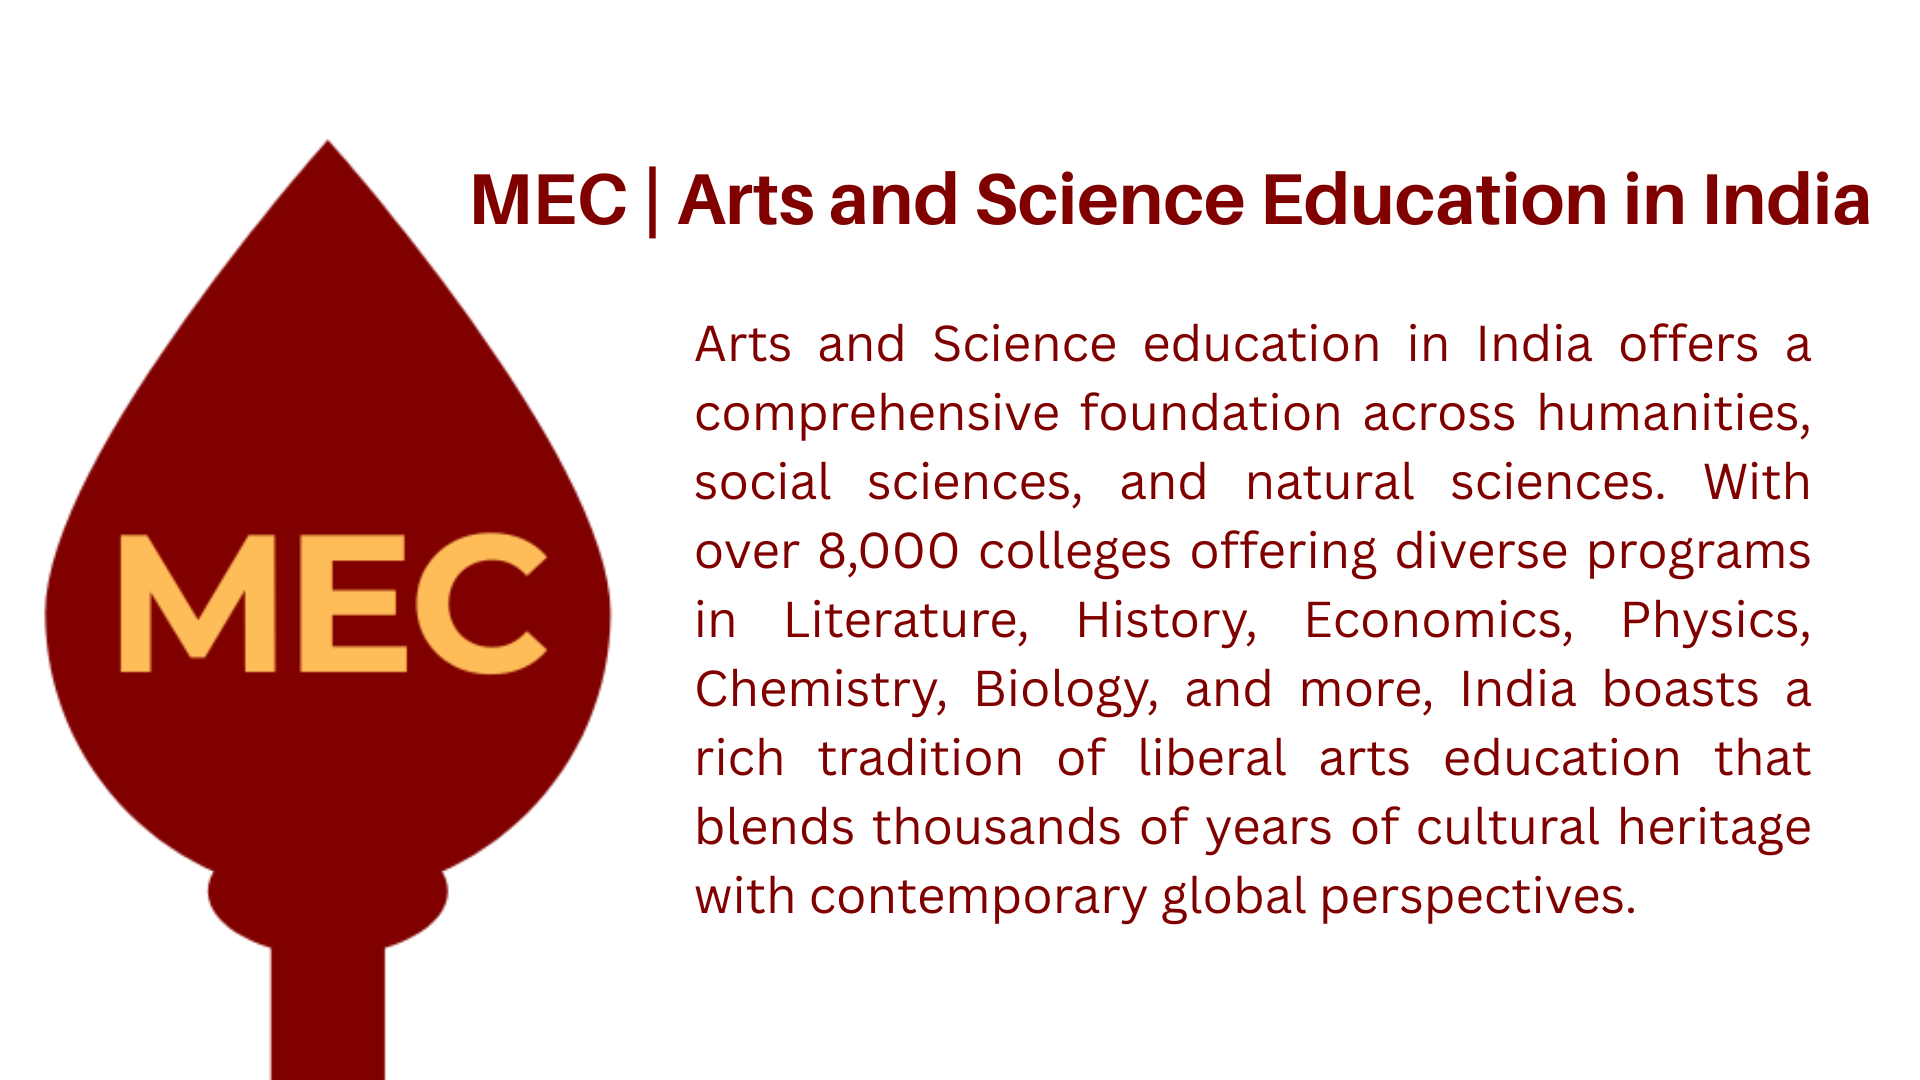 MEC | Arts and Science Education in India
MEC
Arts and Science education in India offers a
comprehensive foundation across humanities,
social sciences, and natural sciences. With
over 8,000 colleges offering diverse programs
in Literature, History, Economics, Physics,
Chemistry, Biology, and more, India boasts a
rich tradition of liberal arts education that
blends thousands of years of cultural heritage
with contemporary global perspectives.